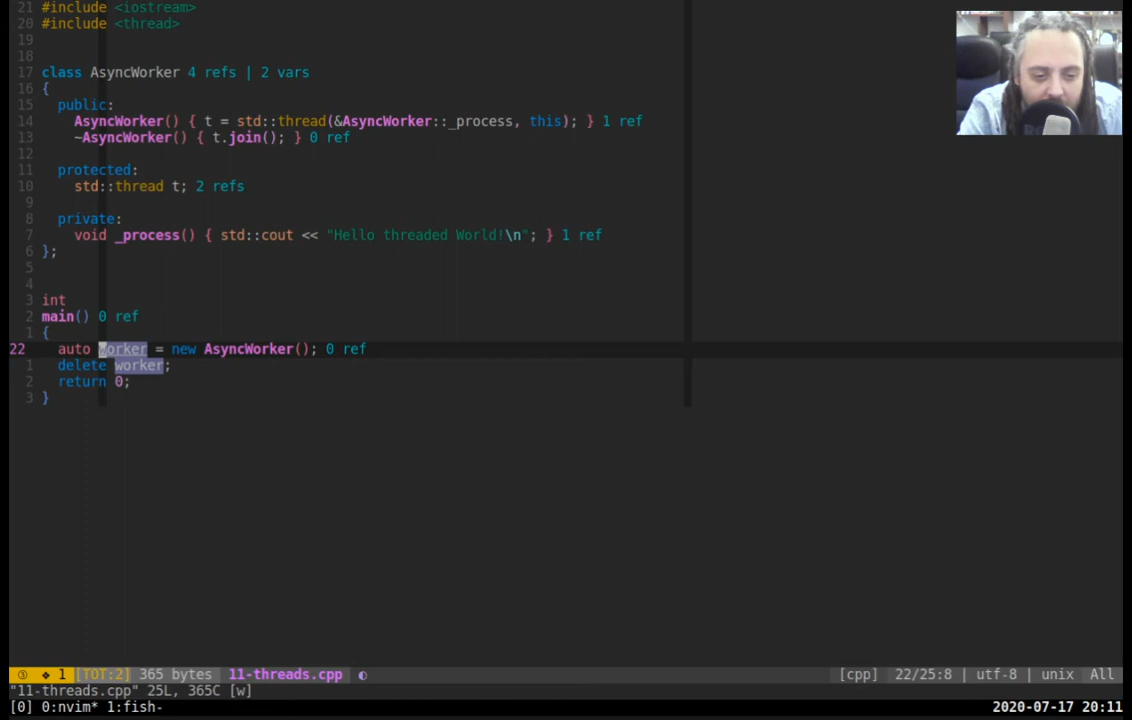 21 #include <iostream>
20 #include <thread>
19
18
17 class AsyncWorker 4 refs | 2 vars
16 {
15   public:
14     AsyncWorker() { t = std::thread(&AsyncWorker::_process, this); } 1 ref
13     ~AsyncWorker() { t.join(); } 0 ref
12
11   protected:
10     std::thread t; 2 refs
9
8   private:
7     void _process() { std::cout << "Hello threaded World!\n"; } 1 ref
6 };
5
4
3 int
2 main() 0 ref
1 {
22   auto worker = new AsyncWorker(); 0 ref
1   delete worker;
2   return 0;
3 }
③ ❖ 1 [TOT:2] 365 bytes 11-threads.cpp ◐ [cpp] 22/25:8 | utf-8 | unix All
"11-threads.cpp" 25L, 365C [w]
[0] 0:nvim* 1:fish- 2020-07-17 20:11